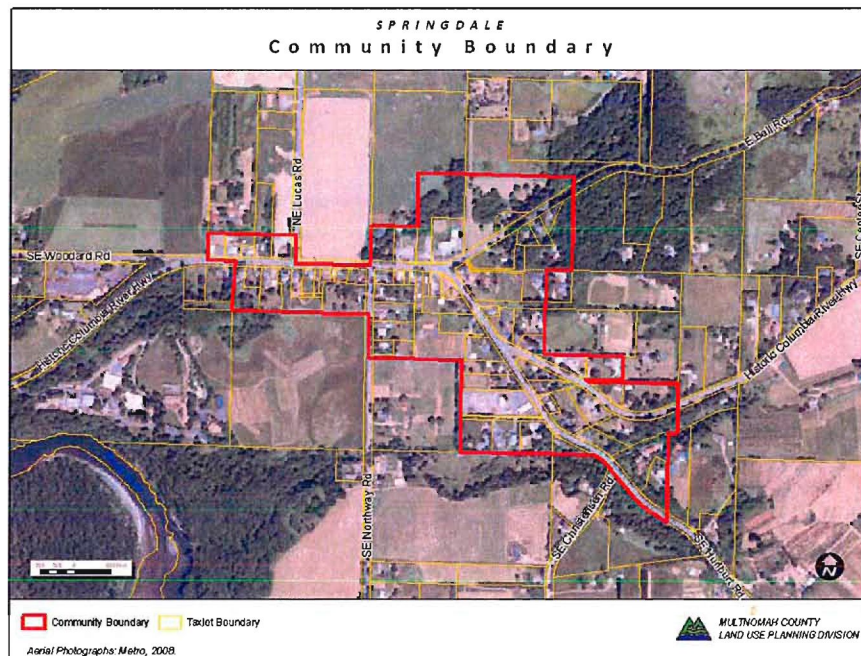 SPRINGDALE
Community Boundary
E Bell Rd
NE Lucas Rd
SE Woodard Rd
Historic Columbia River Hwy
Historic Columbia River Hwy
SE Northway Rd
SE Christenson Rd
SE Hurlburt Rd
N
Community Boundary
Taxlot Boundary
MULTNOMAH COUNTY
LAND USE PLANNING DIVISION
Aerial Photographs: Metro, 2008.